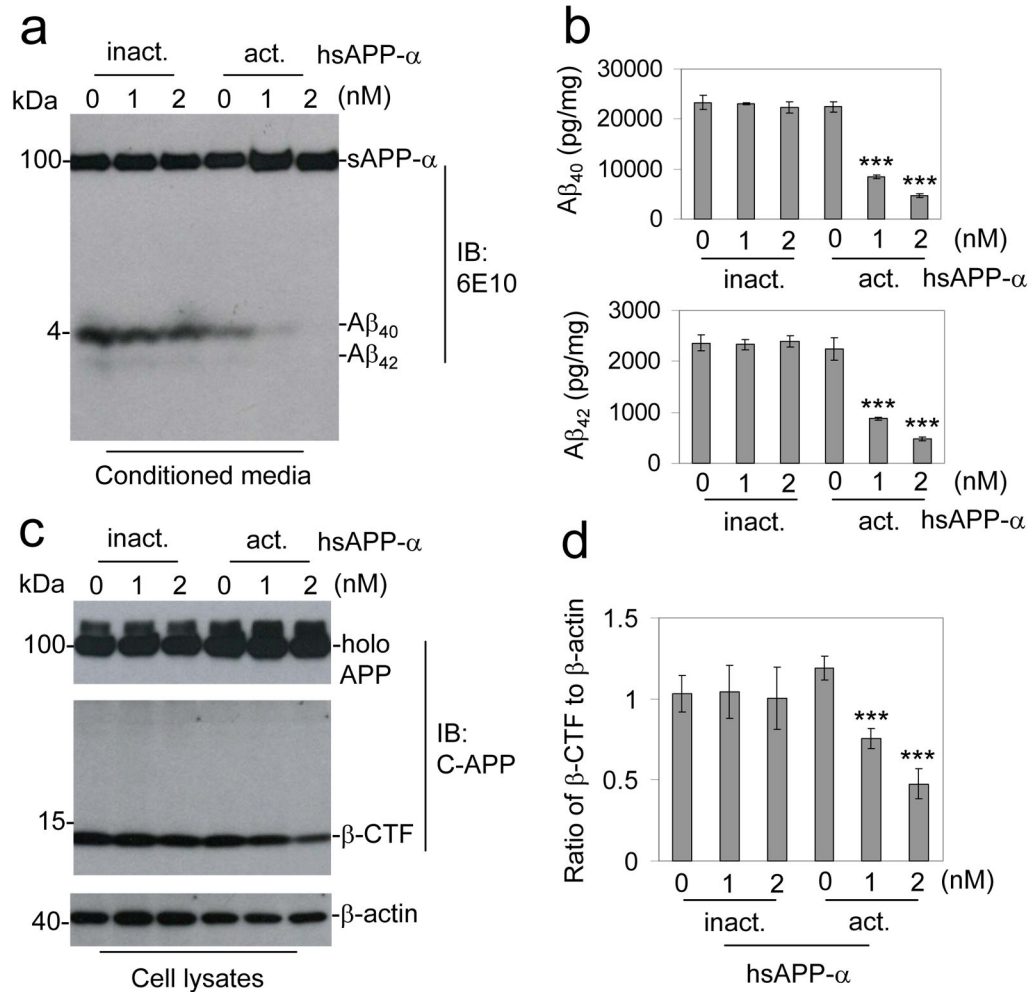 a
inact. act. hsAPP-α
kDa 0 1 2 0 1 2 (nM)
100- -sAPP-α
IB:
6E10
4- -Aβ40
-Aβ42
Conditioned media
b
Aβ40 (pg/mg)
30000
20000
10000
0
*** ***
0 1 2 0 1 2 (nM)
inact. act. hsAPP-α
Aβ42 (pg/mg)
3000
2000
1000
0
*** ***
0 1 2 0 1 2 (nM)
inact. act. hsAPP-α
c
inact. act. hsAPP-α
kDa 0 1 2 0 1 2 (nM)
100- -holo
APP
IB:
C-APP
15-
-β-CTF
40- -β-actin
Cell lysates
d
Ratio of β-CTF to β-actin
1.5
1
0.5
0
*** ***
0 1 2 0 1 2 (nM)
inact. act.
hsAPP-α